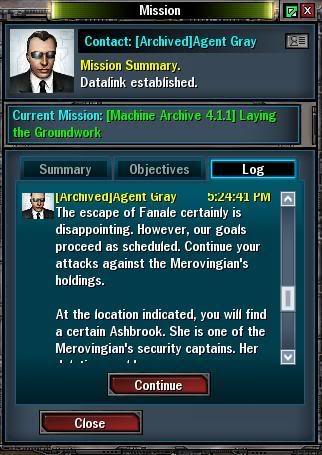 Mission
Contact: [Archived]Agent Gray
Mission Summary.
Datalink established.
Current Mission: [Machine Archive 4.1.1] Laying
the Groundwork
Summary
Objectives
Log
[Archived]Agent Gray 5:24:41 PM
The escape of Fanale certainly is
disappointing. However, our goals
proceed as scheduled. Continue your
attacks against the Merovingian's
holdings.
At the location indicated, you will find
a certain Ashbrook. She is one of the
Merovingian's security captains. Her
Continue
Close